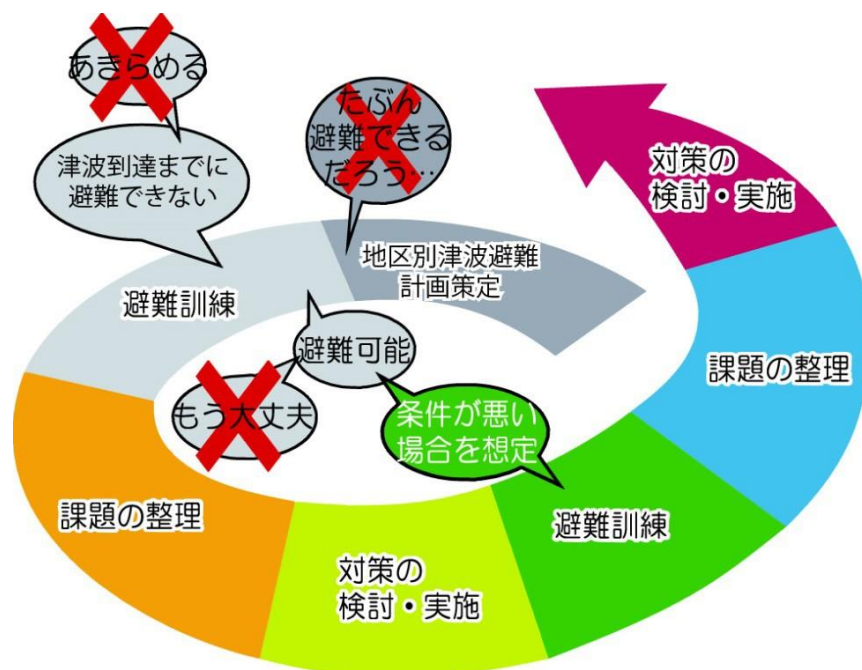 あきらめる
津波到達までに
避難できない
たぶん
避難できる
だろう…
対策の
検討・実施
地区別津波避難
計画策定
避難訓練
避難可能
もう大丈夫
条件が悪い
場合を想定
課題の整理
課題の整理
避難訓練
対策の
検討・実施